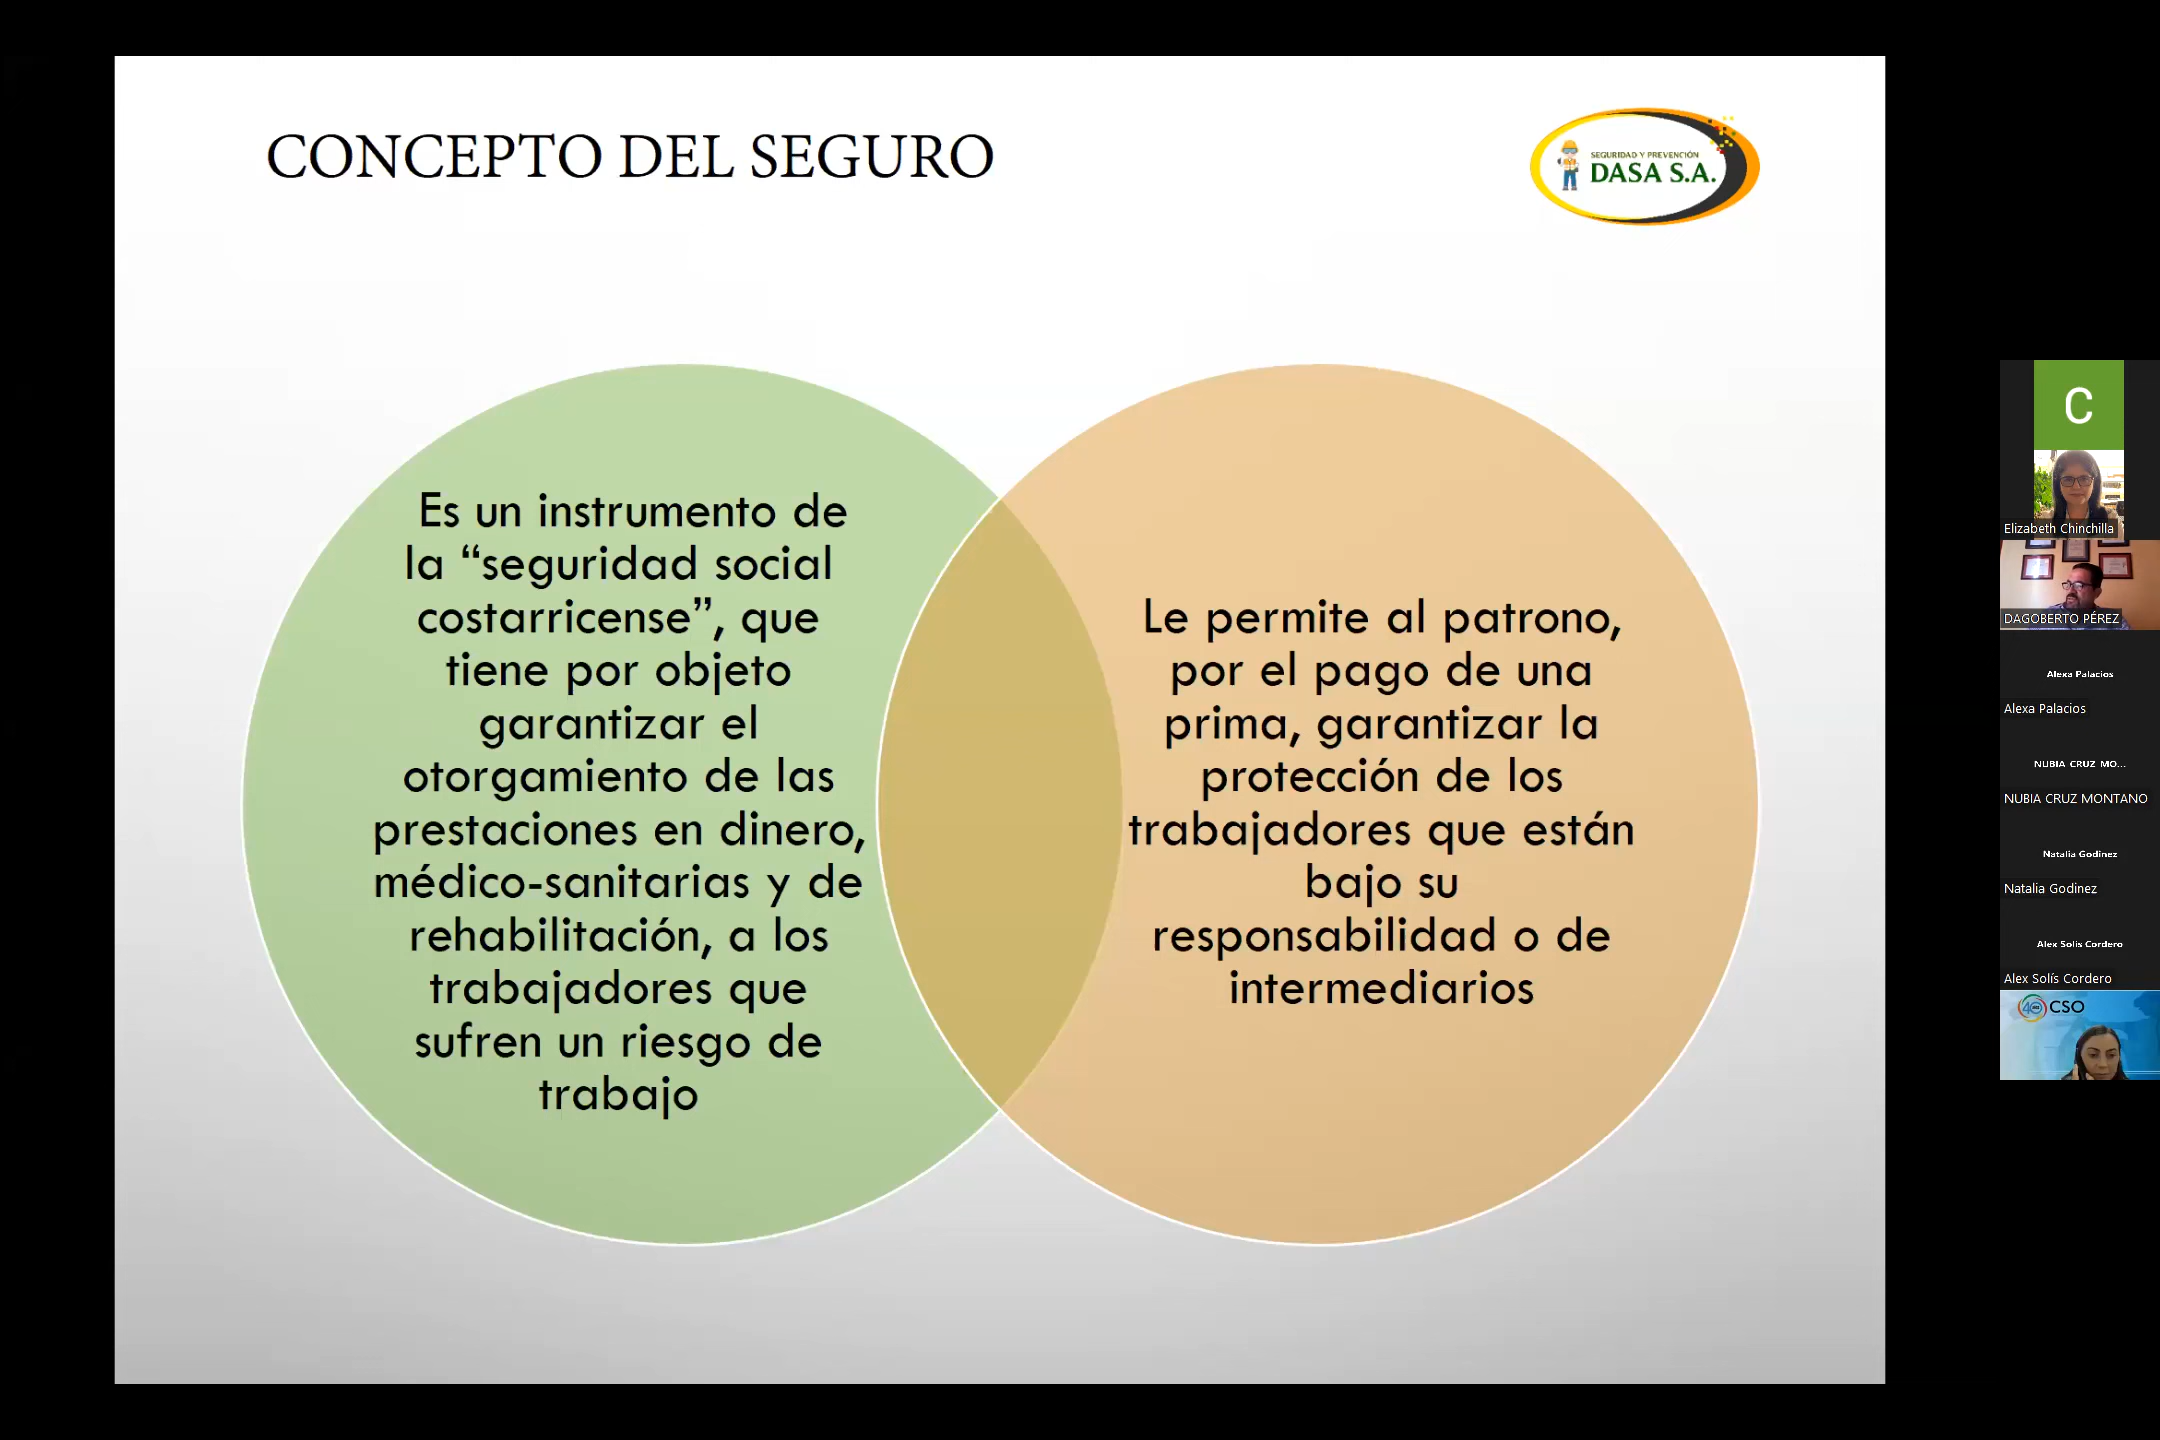 CONCEPTO DEL SEGURO
SEGURIDAD Y PREVENCIÓN
DASA S.A.
Es un instrumento de
la “seguridad social
costarricense”, que
tiene por objeto
garantizar el
otorgamiento de las
prestaciones en dinero,
médico-sanitarias y de
rehabilitación, a los
trabajadores que
sufren un riesgo de
trabajo
Le permite al patrono,
por el pago de una
prima, garantizar la
protección de los
trabajadores que están
bajo su
responsabilidad o de
intermediarios
C
Elizabeth Chinchilla
DAGOBERTO PÉREZ
Alexa Palacios
Alexa Palacios
NUBIA CRUZ MO...
NUBIA CRUZ MONTANO
Natalia Godinez
Natalia Godinez
Alex Solís Cordero
Alex Solís Cordero
40 CSO